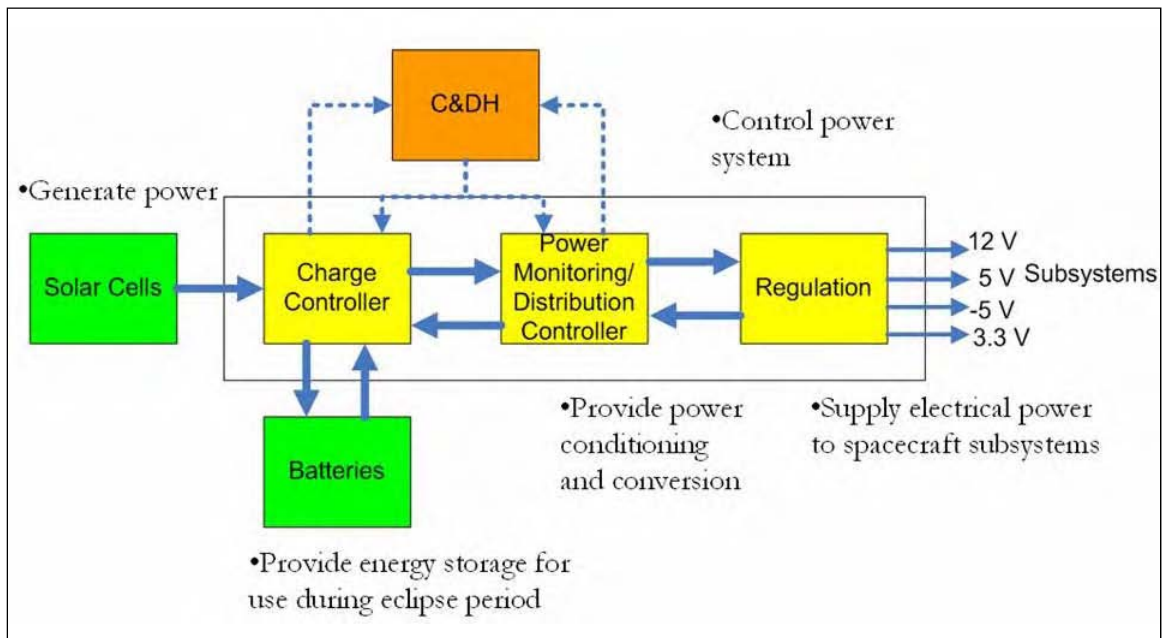 C&DH
•Control power
system
•Generate power
Solar Cells
Charge
Controller
Power
Monitoring/
Distribution
Controller
Regulation
12 V
5 V
-5 V
3.3 V
Subsystems
Batteries
•Provide power
conditioning
and conversion
•Supply electrical power
to spacecraft subsystems
•Provide energy storage for
use during eclipse period